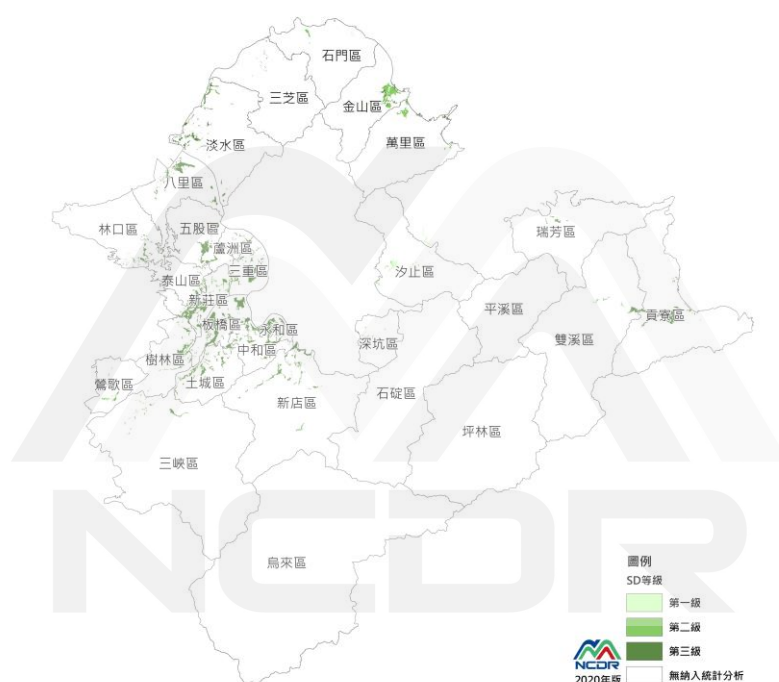 石門區
三芝區
金山區
萬里區
淡水區
八里區
林口區
五股區
蘆洲區
瑞芳區
三重區
汐止區
泰山區
新莊區
平溪區
板橋區
永和區
貢寮區
雙溪區
深坑區
中和區
樹林區
鶯歌區
土城區
石碇區
新店區
坪林區
三峽區
烏來區
NCDR
圖例
SD等級
第一級
第二級
第三級
無納入統計分析
NCDR
2020年版